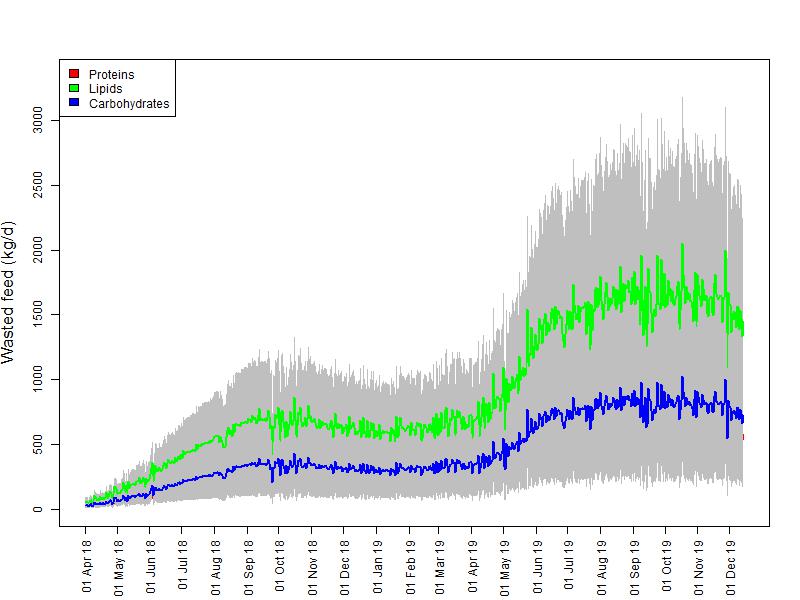 Proteins
Lipids
Carbohydrates
Wasted feed (kg/d)
3000
2500
2000
1500
1000
500
0
01 Apr 18
01 May 18
01 Jun 18
01 Jul 18
01 Aug 18
01 Sep 18
01 Oct 18
01 Nov 18
01 Dec 18
01 Jan 19
01 Feb 19
01 Mar 19
01 Apr 19
01 May 19
01 Jun 19
01 Jul 19
01 Aug 19
01 Sep 19
01 Oct 19
01 Nov 19
01 Dec 19